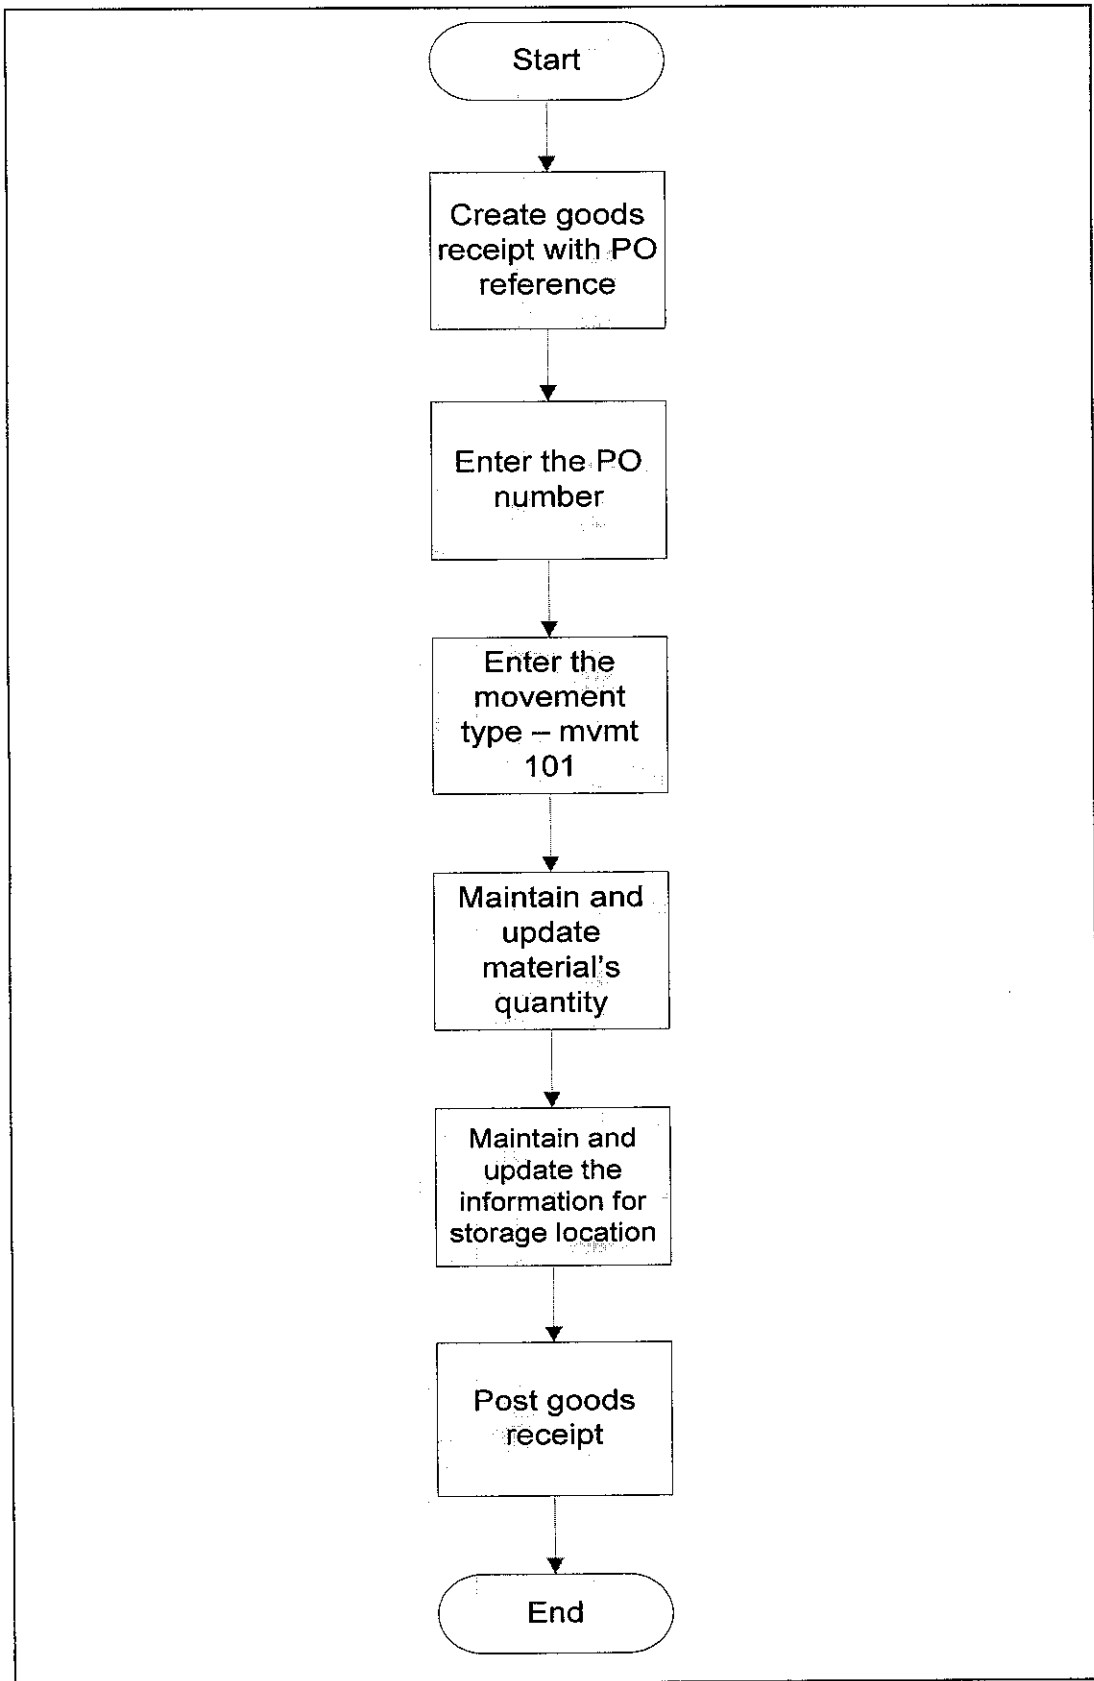 Start
Create goods
receipt with PO
reference
Enter the PO
number
Enter the
movement
type – mvmt
101
Maintain and
update
material's
quantity
Maintain and
update the
information for
storage location
Post goods
receipt
End